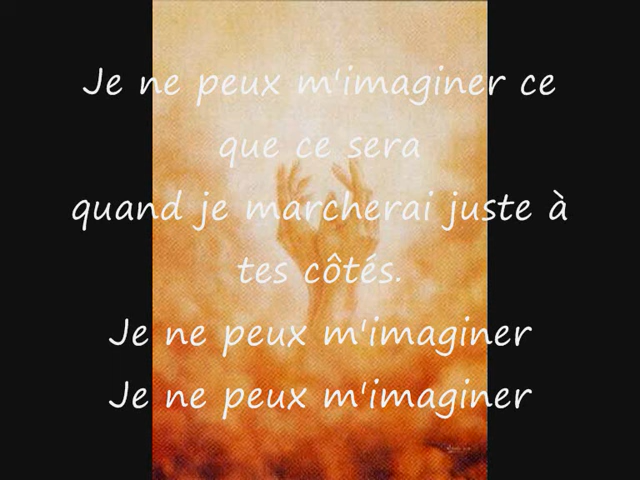 Je ne peux m'imaginer ce
que ce sera
quand je marcherai juste à
tes côtés.
Je ne peux m'imaginer
Je ne peux m'imaginer